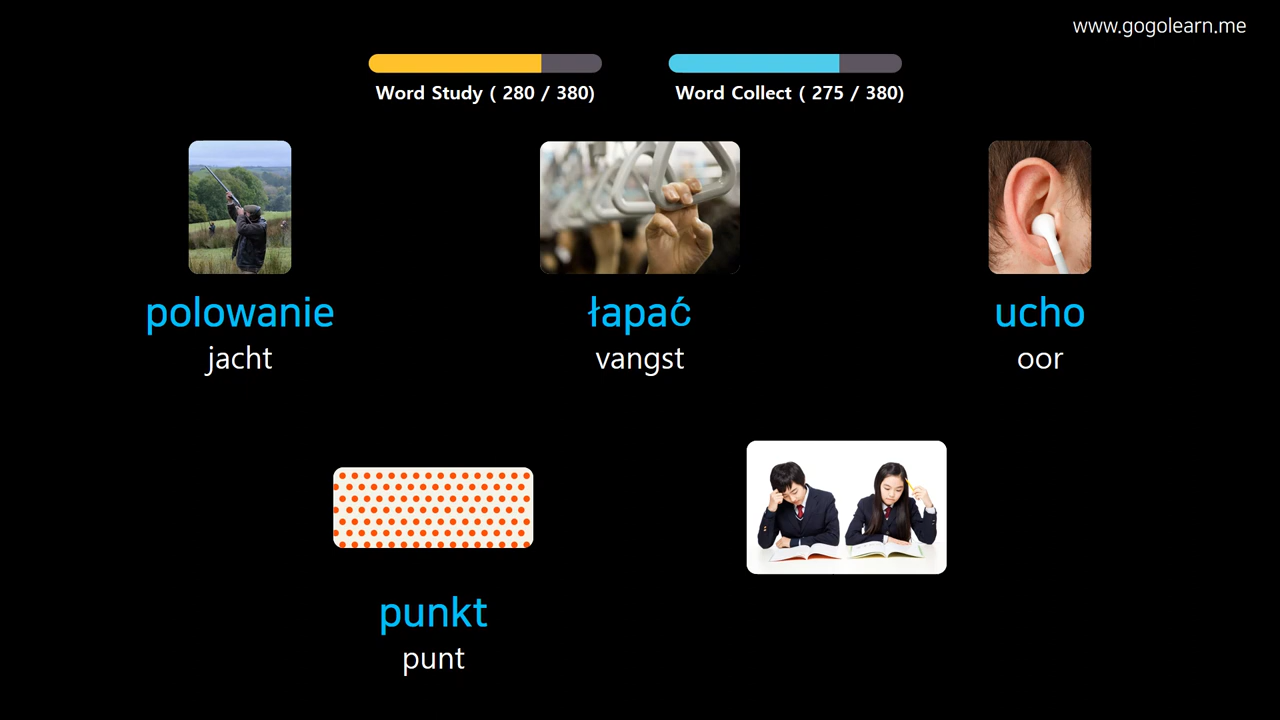 www.gogolearn.me
Word Study ( 280 / 380)
Word Collect ( 275 / 380)
polowanie
jacht
łapać
vangst
ucho
oor
punkt
punt